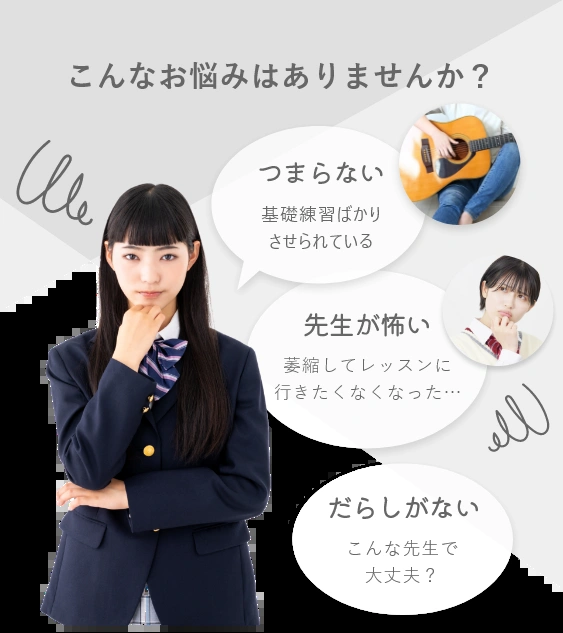 こんなお悩みはありませんか？
つまらない
基礎練習ばかり
させられている
先生が怖い
萎縮してレッスンに
行きたくなくなった…
だらしがない
こんな先生で
大丈夫？